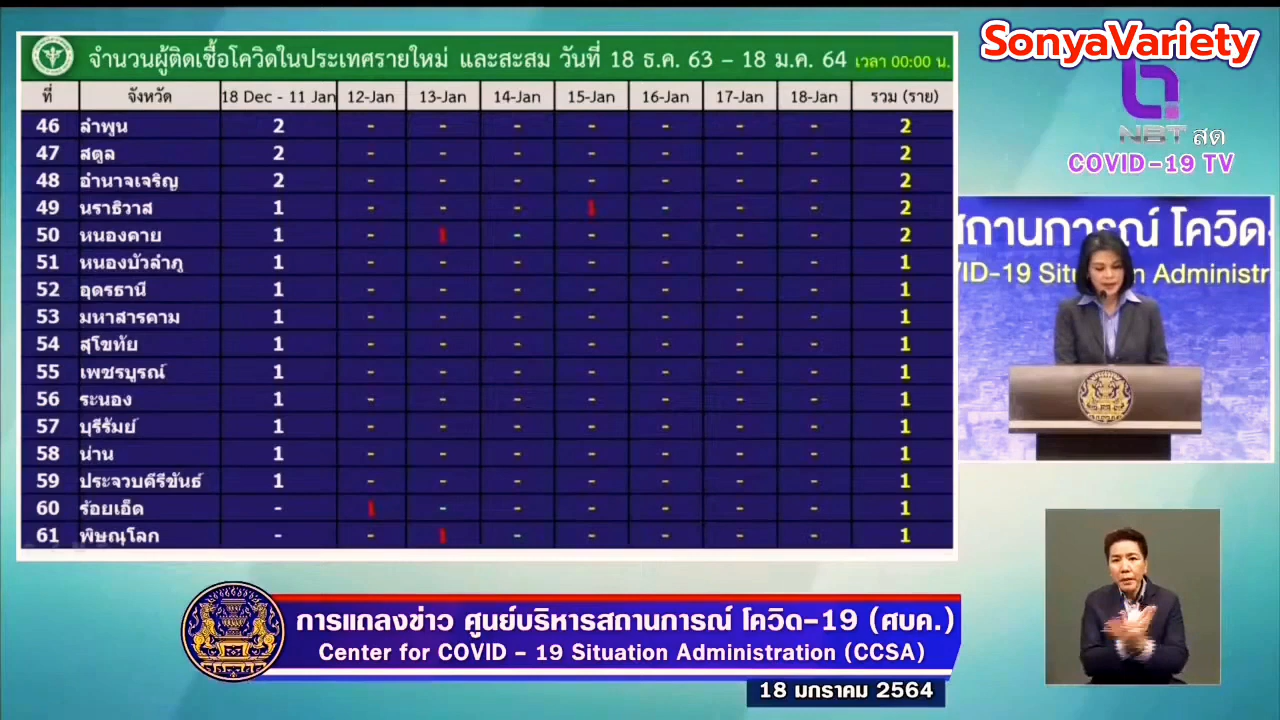 SonyaVariety
จำนวนผู้ติดเชื้อโควิดในประเทศรายใหม่ และสะสม วันที่ 18 ธ.ค. 63 – 18 ม.ค. 64 เวลา 00:00 น.
ที่ จังหวัด 18 Dec - 11 Jan 12-Jan 13-Jan 14-Jan 15-Jan 16-Jan 17-Jan 18-Jan รวม (ราย)
46 ลำพูน 2 - - - - - - - 2
47 สตูล 2 - - - - - - - 2
48 อำนาจเจริญ 2 - - - - - - - 2
49 นราธิวาส 1 - - - 1 - - - 2
50 หนองคาย 1 - 1 - - - - - 2
51 หนองบัวลำภู 1 - - - - - - - 1
52 อุดรธานี 1 - - - - - - - 1
53 มหาสารคาม 1 - - - - - - - 1
54 สุโขทัย 1 - - - - - - - 1
55 เพชรบูรณ์ 1 - - - - - - - 1
56 ระนอง 1 - - - - - - - 1
57 บุรีรัมย์ 1 - - - - - - - 1
58 น่าน 1 - - - - - - - 1
59 ประจวบคีรีขันธ์ 1 - - - - - - - 1
60 ร้อยเอ็ด - 1 - - - - - - 1
61 พิษณุโลก - - 1 - - - - - 1
NBT สด
COVID-19 TV
สถานการณ์ โควิด-
VID-19 Situation Administr
การแถลงข่าว ศูนย์บริหารสถานการณ์ โควิด-19 (ศบค.)
Center for COVID - 19 Situation Administration (CCSA)
18 มกราคม 2564